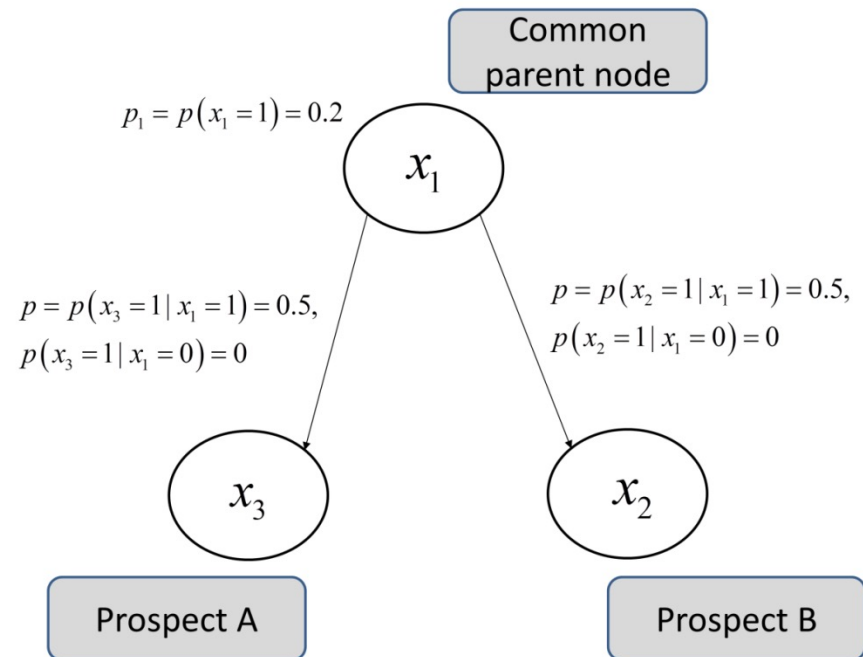 Common
parent node
p₁ = p(x₁ = 1) = 0.2
x₁
p = p(x₃ = 1 | x₁ = 1) = 0.5,
p(x₃ = 1 | x₁ = 0) = 0
p = p(x₂ = 1 | x₁ = 1) = 0.5,
p(x₂ = 1 | x₁ = 0) = 0
x₃
x₂
Prospect A
Prospect B